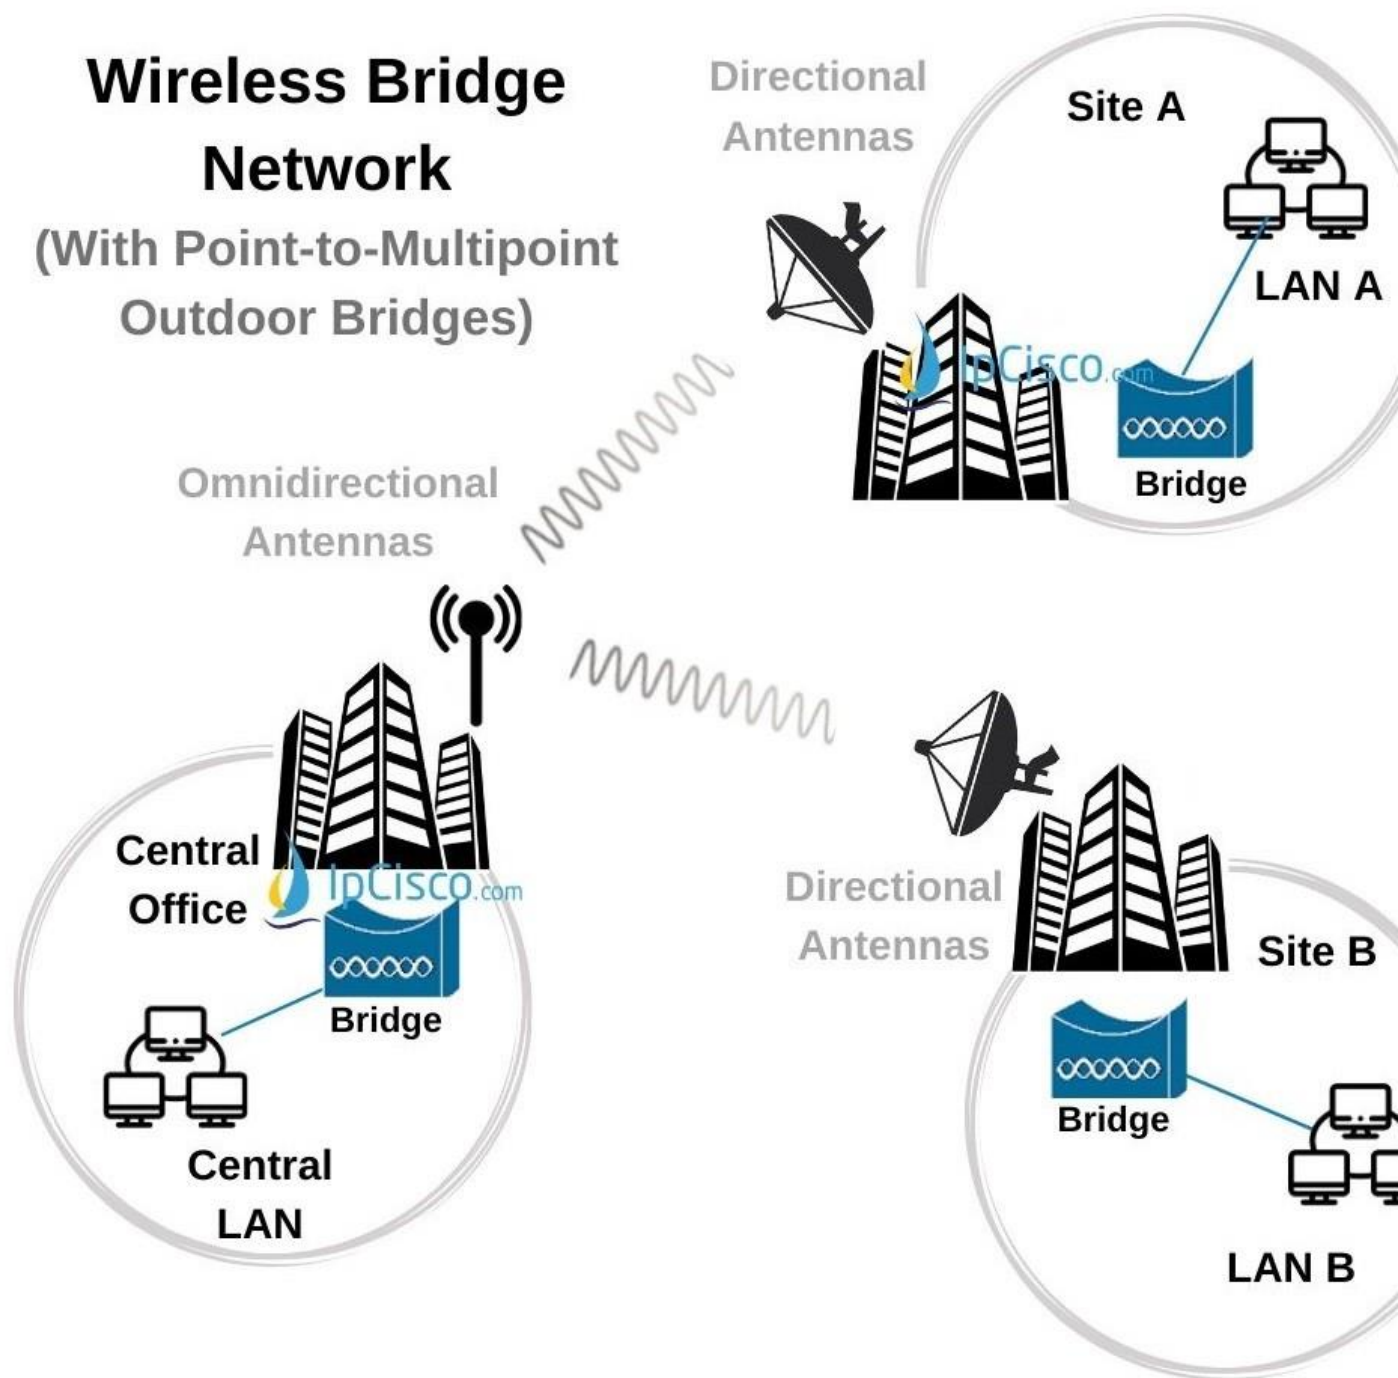 Wireless Bridge
Network
(With Point-to-Multipoint
Outdoor Bridges)
Directional
Antennas
Site A
LAN A
IpCisco.com
Bridge
Omnidirectional
Antennas
Central
Office
IpCisco.com
Bridge
Central
LAN
Directional
Antennas
Site B
Bridge
LAN B